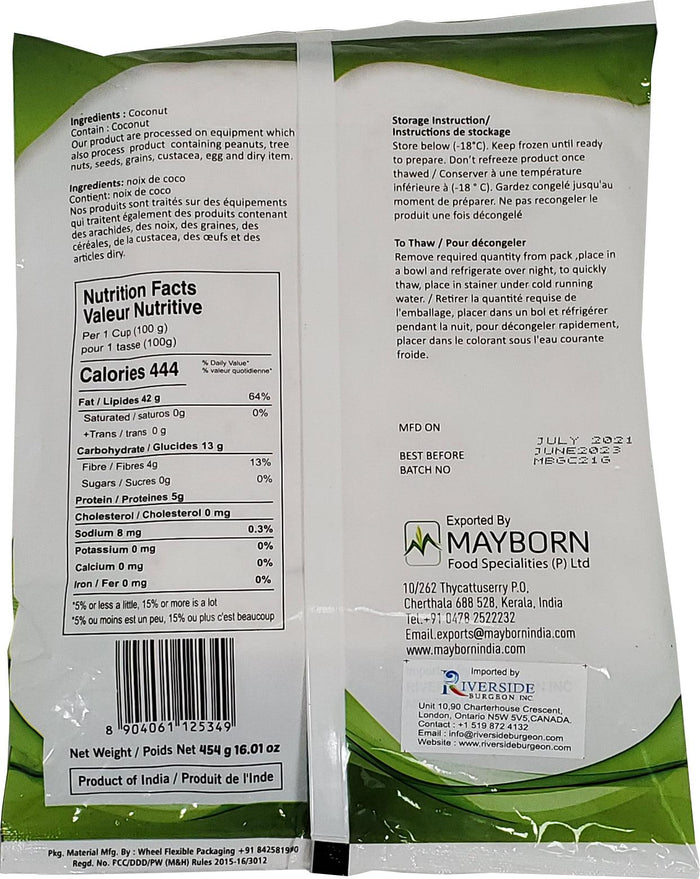 Ingredients : Coconut
Contain : Coconut
Our product are processed on equipment which
also process product containing peanuts, tree
nuts, seeds, grains, custacea, egg and diry item.
Ingredients: noix de coco
Contient: noix de coco
Nos produits sont traités sur des équipements
qui traitent également des produits contenant
des arachides, des noix, des graines, des
céréales, de la custacea, des œufs et des
articles diry.
Nutrition Facts
Valeur Nutritive
Per 1 Cup (100 g)
pour 1 tasse (100g)
Calories 444
% Daily Value*
% valeur quotidienne*
Fat / Lipides 42 g 64%
Saturated / saturos 0g 0%
+Trans / trans 0 g
Carbohydrate / Glucides 13 g
Fibre / Fibres 4g 13%
Sugars / Sucres 0g 0%
Protein / Proteines 5g
Cholesterol / Cholesterol 0 mg
Sodium 8 mg 0.3%
Potassium 0 mg 0%
Calcium 0 mg 0%
Iron / Fer 0 mg 0%
*5% or less a little, 15% or more is a lot
*5% ou moins est un peu, 15% ou plus c'est beaucoup
8 904061 125349
Net Weight / Poids Net 454 g 16.01 oz
Product of India / Produit de l'Inde
Pkg. Material Mfg. By : Wheel Flexible Packaging +91 842581990
Regd. No. PCC/DDD/PW (M&H) Rules 2015-16/3012
Storage Instruction/
Instructions de stockage
Store below (-18°C). Keep frozen until ready
to prepare. Don't refreeze product once
thawed / Conserver à une température
inférieure à (-18 ° C). Gardez congelé jusqu'au
moment de préparer. Ne pas recongeler le
produit une fois décongelé
To Thaw / Pour décongeler
Remove required quantity from pack ,place in
a bowl and refrigerate over night, to quickly
thaw, place in stainer under cold running
water. / Retirer la quantité requise de
l'emballage, placer dans un bol et réfrigérer
pendant la nuit, pour décongeler rapidement,
placer dans le colorant sous l'eau courante
froide.
MFD ON JULY 2021
BEST BEFORE JUNE2023
BATCH NO MBGC21G
Exported By
MAYBORN
Food Specialities (P) Ltd
10/262 Thycattuserry P.O,
Cherthala 688 528, Kerala, India
Tel:+91 0478 2522232
Email.exports@maybornindia.com
www.maybornindia.com
Imported by
RIVERSIDE
BURGEON INC
Unit 10,90 Charterhouse Crescent,
London, Ontario N5W 5V5,CANADA.
Contact : +1 519 872 4132
Email : info@riversideburgeon.com
Website : www.riversideburgeon.com